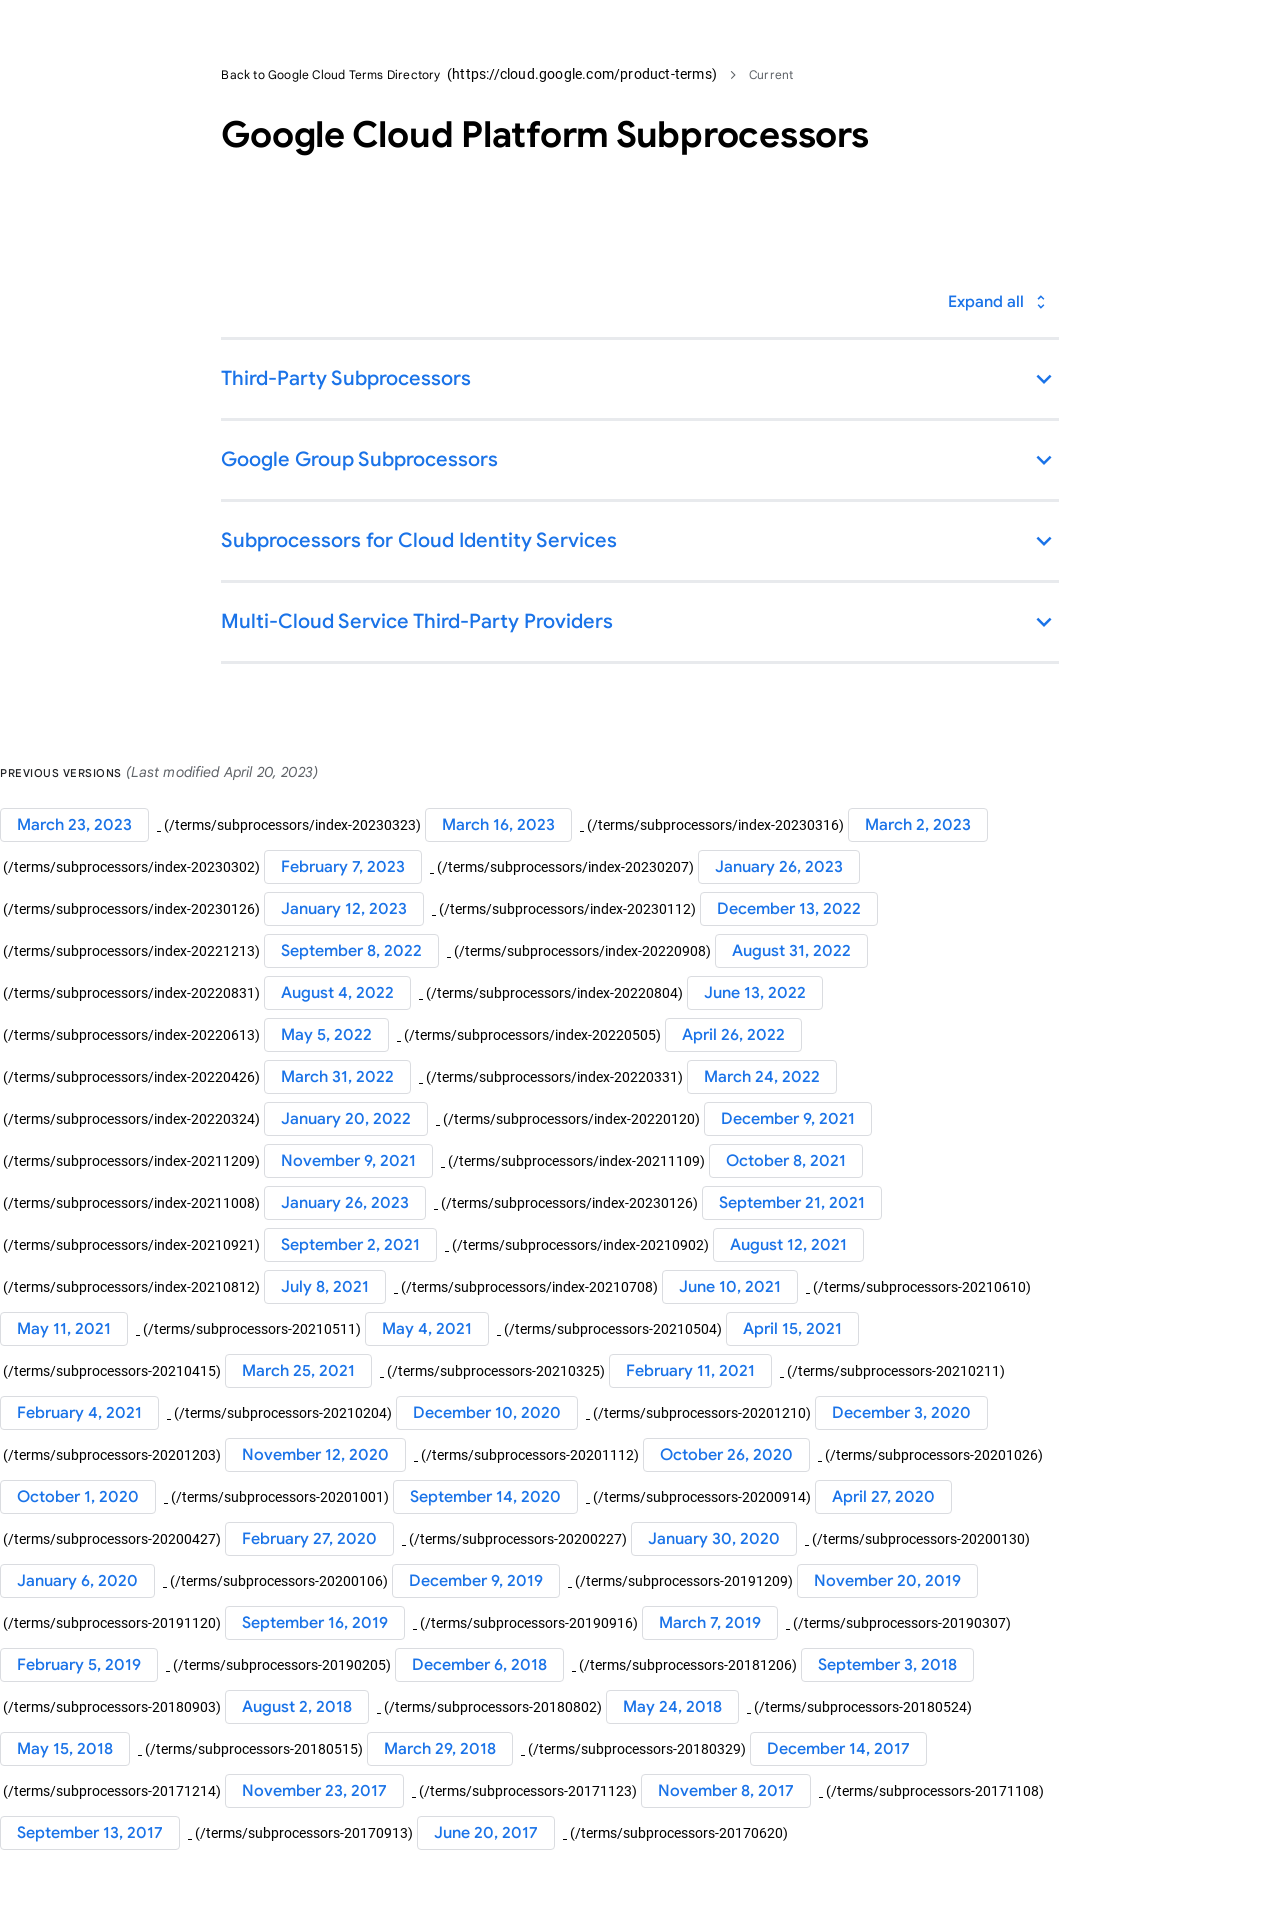 Back to Google Cloud Terms Directory (https://cloud.google.com/product-terms) > Current
Google Cloud Platform Subprocessors
Expand all
Third-Party Subprocessors
Google Group Subprocessors
Subprocessors for Cloud Identity Services
Multi-Cloud Service Third-Party Providers
PREVIOUS VERSIONS (Last modified April 20, 2023)
March 23, 2023 (/terms/subprocessors/index-20230323) March 16, 2023 (/terms/subprocessors/index-20230316) March 2, 2023
(/terms/subprocessors/index-20230302) February 7, 2023 (/terms/subprocessors/index-20230207) January 26, 2023
(/terms/subprocessors/index-20230126) January 12, 2023 (/terms/subprocessors/index-20230112) December 13, 2022
(/terms/subprocessors/index-20221213) September 8, 2022 (/terms/subprocessors/index-20220908) August 31, 2022
(/terms/subprocessors/index-20220831) August 4, 2022 (/terms/subprocessors/index-20220804) June 13, 2022
(/terms/subprocessors/index-20220613) May 5, 2022 (/terms/subprocessors/index-20220505) April 26, 2022
(/terms/subprocessors/index-20220426) March 31, 2022 (/terms/subprocessors/index-20220331) March 24, 2022
(/terms/subprocessors/index-20220324) January 20, 2022 (/terms/subprocessors/index-20220120) December 9, 2021
(/terms/subprocessors/index-20211209) November 9, 2021 (/terms/subprocessors/index-20211109) October 8, 2021
(/terms/subprocessors/index-20211008) January 26, 2023 (/terms/subprocessors/index-20230126) September 21, 2021
(/terms/subprocessors/index-20210921) September 2, 2021 (/terms/subprocessors/index-20210902) August 12, 2021
(/terms/subprocessors/index-20210812) July 8, 2021 (/terms/subprocessors/index-20210708) June 10, 2021 (/terms/subprocessors-20210610)
May 11, 2021 (/terms/subprocessors-20210511) May 4, 2021 (/terms/subprocessors-20210504) April 15, 2021
(/terms/subprocessors-20210415) March 25, 2021 (/terms/subprocessors-20210325) February 11, 2021 (/terms/subprocessors-20210211)
February 4, 2021 (/terms/subprocessors-20210204) December 10, 2020 (/terms/subprocessors-20201210) December 3, 2020
(/terms/subprocessors-20201203) November 12, 2020 (/terms/subprocessors-20201112) October 26, 2020 (/terms/subprocessors-20201026)
October 1, 2020 (/terms/subprocessors-20201001) September 14, 2020 (/terms/subprocessors-20200914) April 27, 2020
(/terms/subprocessors-20200427) February 27, 2020 (/terms/subprocessors-20200227) January 30, 2020 (/terms/subprocessors-20200130)
January 6, 2020 (/terms/subprocessors-20200106) December 9, 2019 (/terms/subprocessors-20191209) November 20, 2019
(/terms/subprocessors-20191120) September 16, 2019 (/terms/subprocessors-20190916) March 7, 2019 (/terms/subprocessors-20190307)
February 5, 2019 (/terms/subprocessors-20190205) December 6, 2018 (/terms/subprocessors-20181206) September 3, 2018
(/terms/subprocessors-20180903) August 2, 2018 (/terms/subprocessors-20180802) May 24, 2018 (/terms/subprocessors-20180524)
May 15, 2018 (/terms/subprocessors-20180515) March 29, 2018 (/terms/subprocessors-20180329) December 14, 2017
(/terms/subprocessors-20171214) November 23, 2017 (/terms/subprocessors-20171123) November 8, 2017 (/terms/subprocessors-20171108)
September 13, 2017 (/terms/subprocessors-20170913) June 20, 2017 (/terms/subprocessors-20170620)